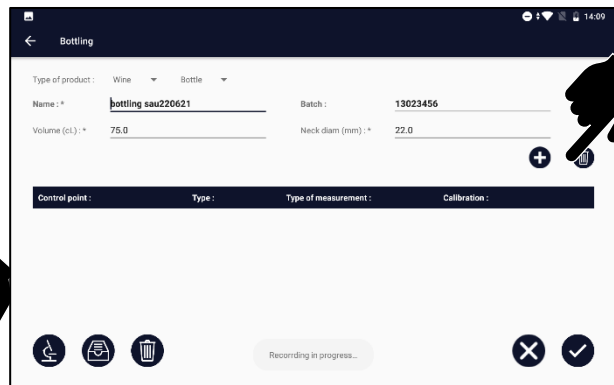 14:09
Bottling
Type of product : Wine Bottle
Name : * bottling sau220621 Batch : 13023456
Volume (cl.) : * 75.0 Neck diam (mm) : * 22.0
Control point : Type : Type of measurement : Calibration :
Recorrding in progress...